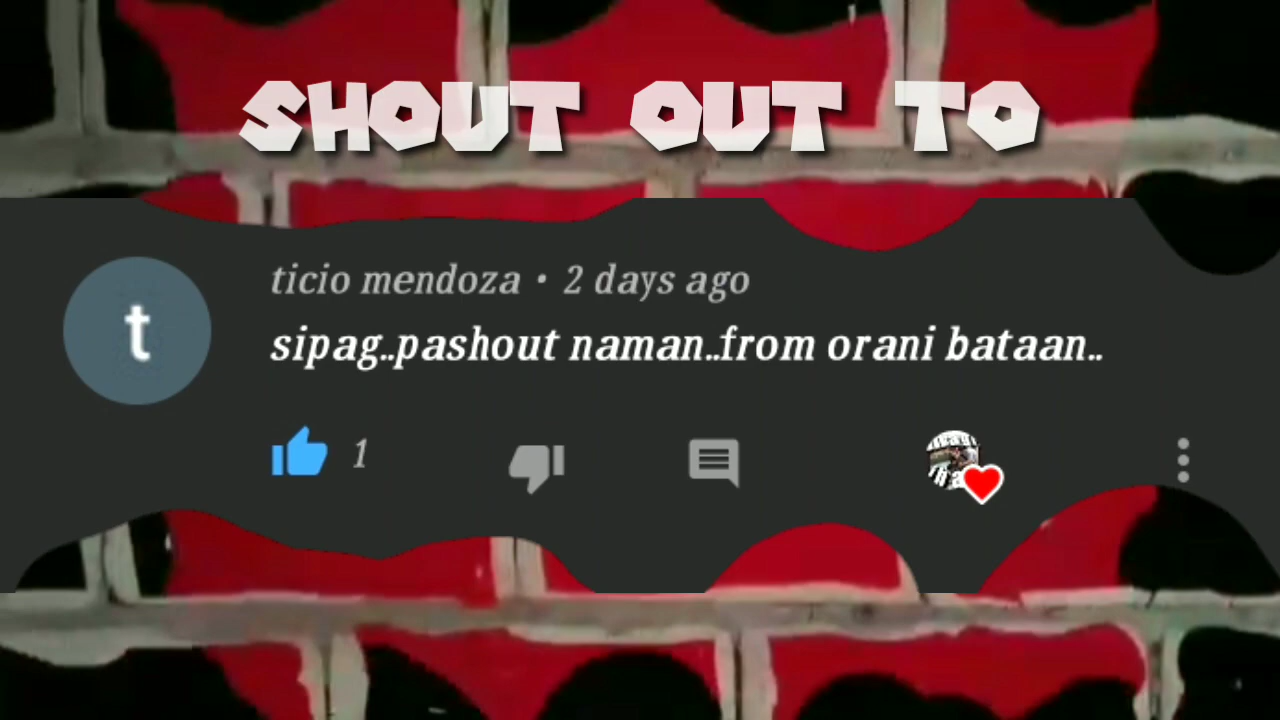 SHOUT OUT TO
ticio mendoza • 2 days ago
t
sipag..pashout naman..from orani bataan..
1